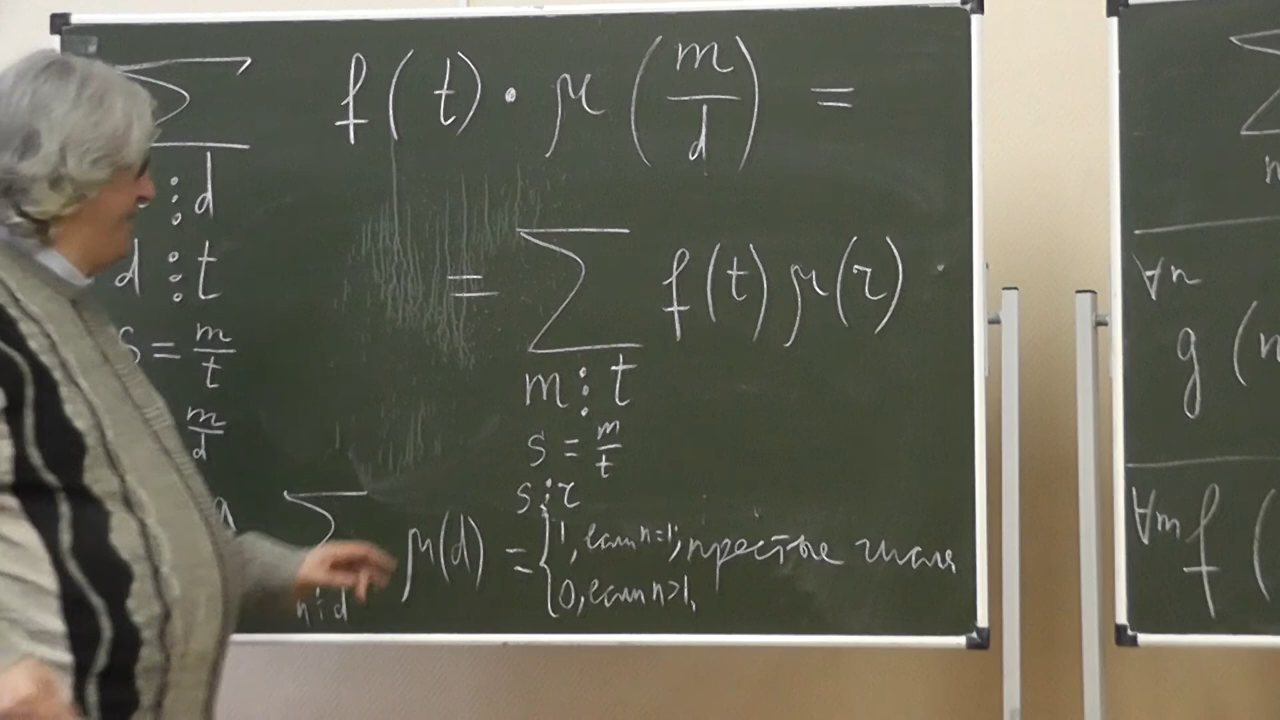 ∑ f(t) · μ(m/d) =
⋮ d
d ⋮ t
= ∑ f(t) μ(r)
s = m/t
m ⋮ t
m/d
s = m/t
s ⋮ r
∑ μ(d) = { 1, если n=1; простые числа
0, если n>1,
n ⋮ d
∀n
g (n
∀m f (